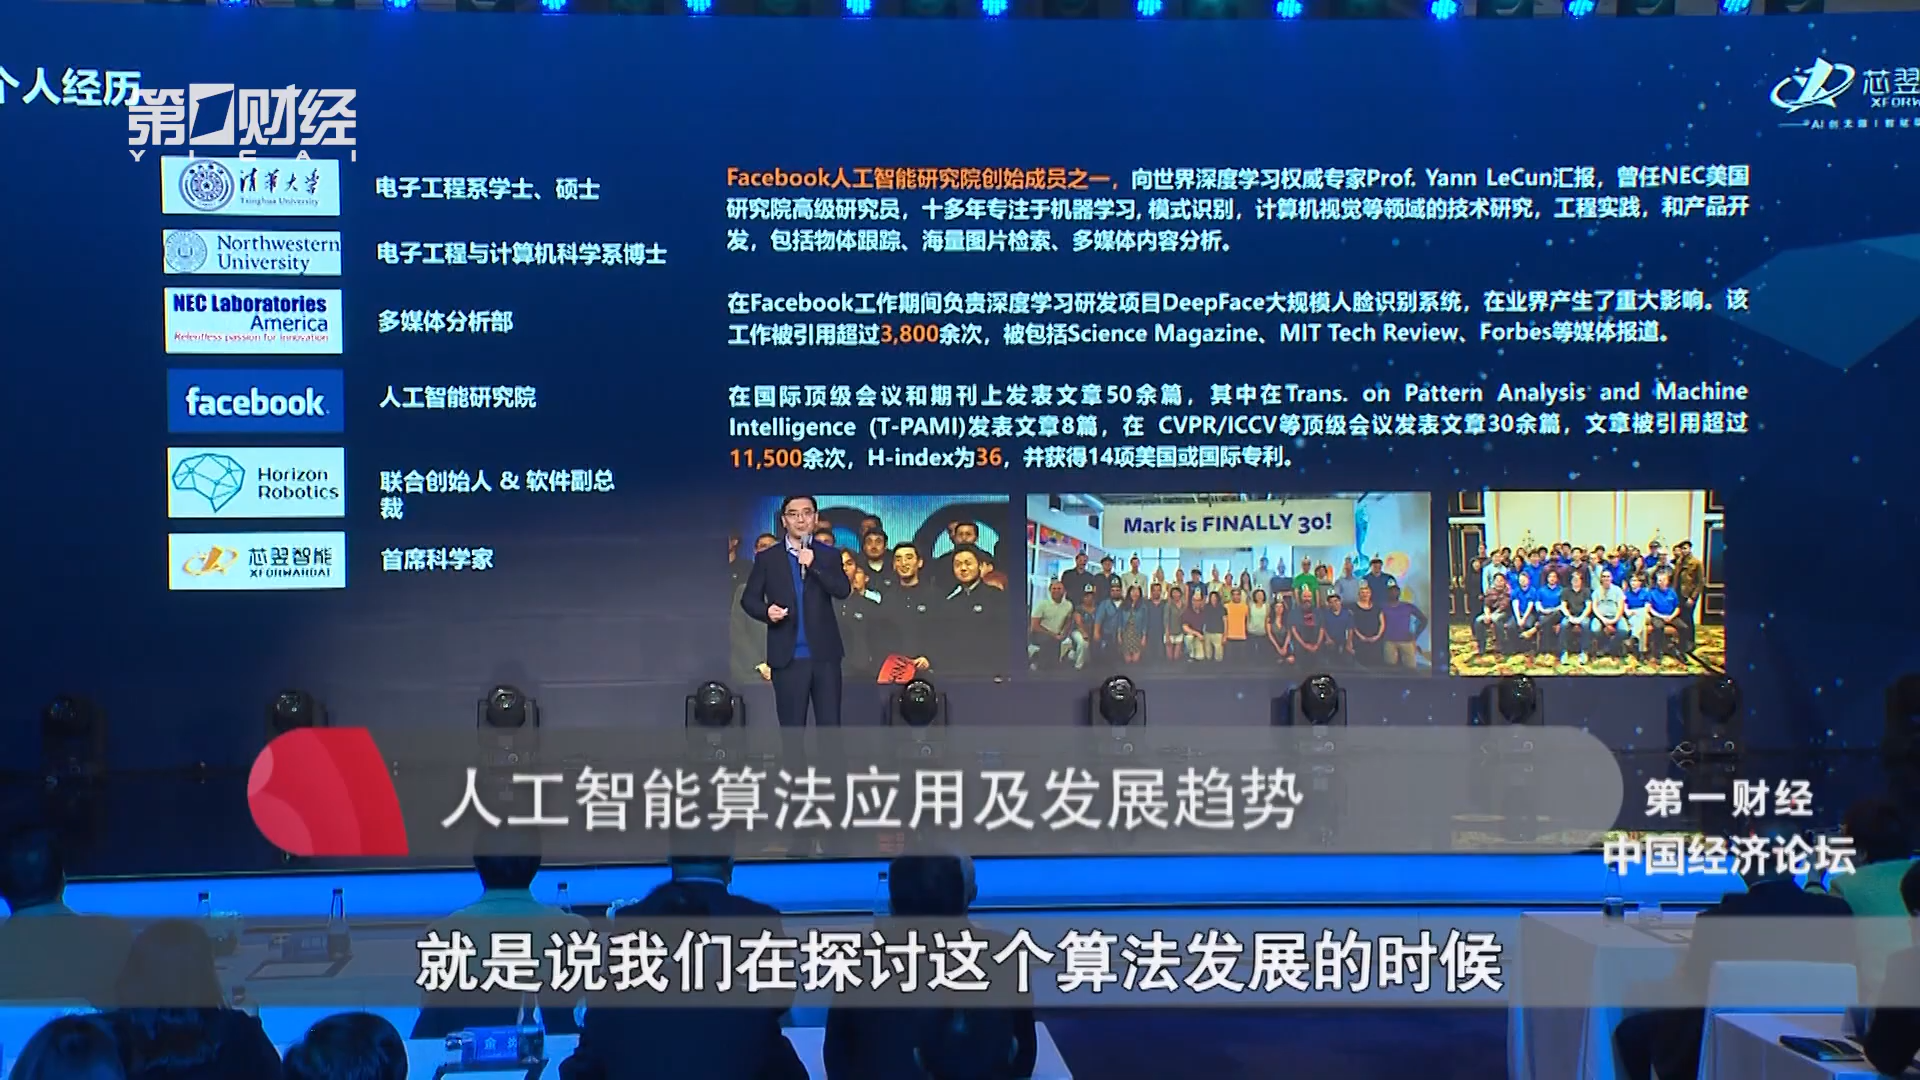 个人经历
第一财经
YICAI
芯翌
XFORW
清华大学
Tsinghua University
电子工程系学士、硕士
Northwestern
University
电子工程与计算机科学系博士
NEC Laboratories
America
Relentless passion for innovation
多媒体分析部
facebook
人工智能研究院
Horizon
Robotics
联合创始人 & 软件副总
裁
芯翌智能
XFORWARDAI
首席科学家
Facebook人工智能研究院创始成员之一，向世界深度学习权威专家Prof. Yann LeCun汇报，曾任NEC美国
研究院高级研究员，十多年专注于机器学习, 模式识别，计算机视觉等领域的技术研究，工程实践，和产品开
发，包括物体跟踪、海量图片检索、多媒体内容分析。
在Facebook工作期间负责深度学习研发项目DeepFace大规模人脸识别系统，在业界产生了重大影响。该
工作被引用超过3,800余次，被包括Science Magazine、MIT Tech Review、Forbes等媒体报道。
在国际顶级会议和期刊上发表文章50余篇，其中在Trans. on Pattern Analysis and Machine
Intelligence (T-PAMI)发表文章8篇，在 CVPR/ICCV等顶级会议发表文章30余篇，文章被引用超过
11,500余次，H-index为36，并获得14项美国或国际专利。
Mark is FINALLY 30!
人工智能算法应用及发展趋势
第一财经
中国经济论坛
就是说我们在探讨这个算法发展的时候